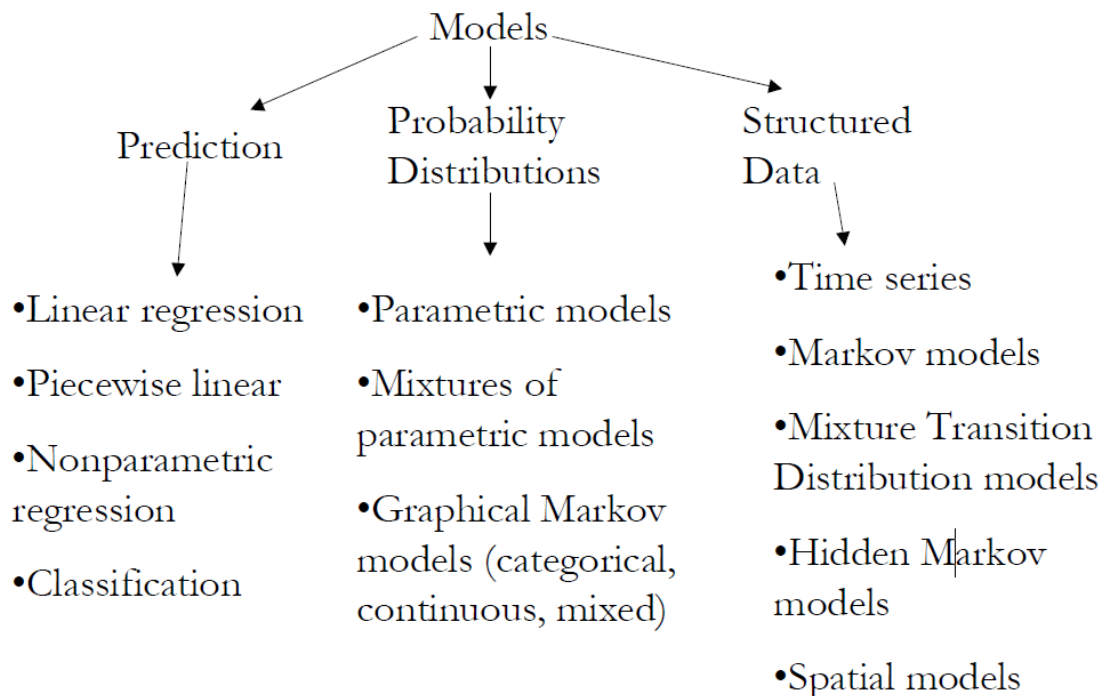 Models
Prediction
Probability
Distributions
Structured
Data
•Linear regression
•Piecewise linear
•Nonparametric
regression
•Classification
•Parametric models
•Mixtures of
parametric models
•Graphical Markov
models (categorical,
continuous, mixed)
•Time series
•Markov models
•Mixture Transition
Distribution models
•Hidden Markov
models
•Spatial models